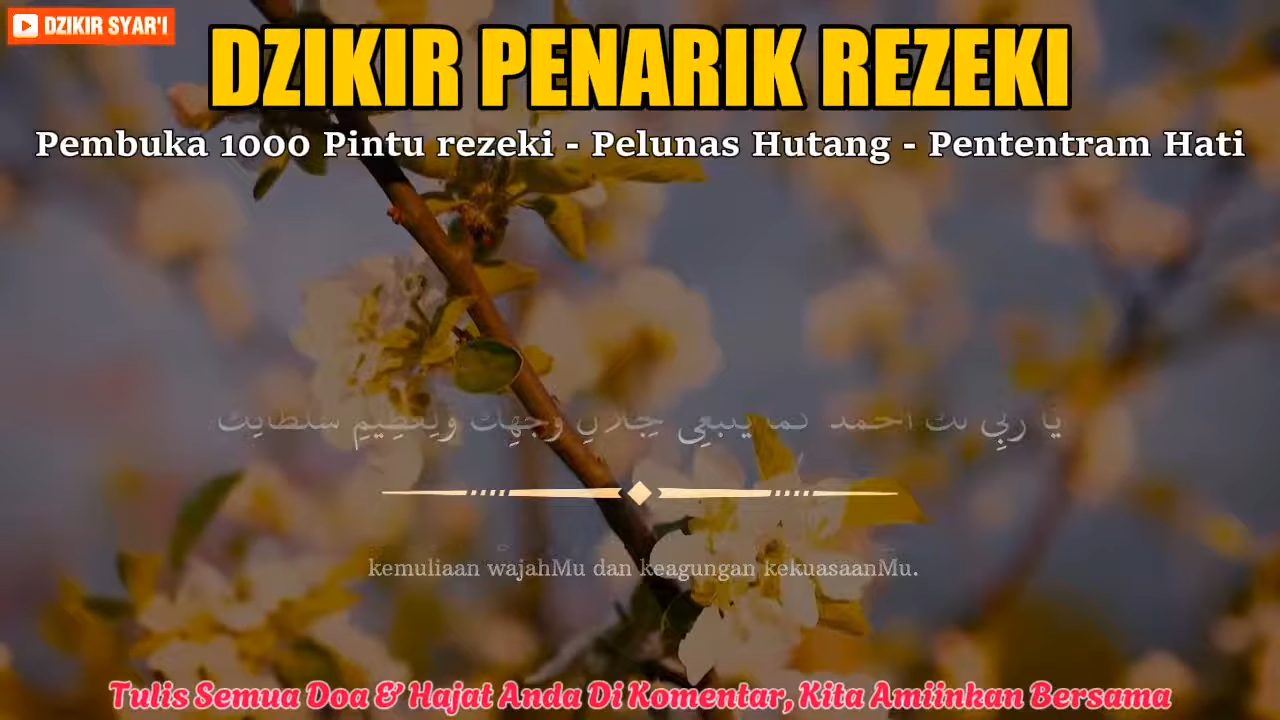 DZIKIR SYAR'I
DZIKIR PENARIK REZEKI
Pembuka 1000 Pintu rezeki - Pelunas Hutang - Pententram Hati
يَا رَبِّي لَكَ الْحَمْدُ كَمَا يَنْبَغِي لِجَلَالِ وَجْهِكَ وَلِعَظِيمِ سُلْطَانِكَ
kemuliaan wajahMu dan keagungan kekuasaanMu.
Tulis Semua Doa & Hajat Anda Di Komentar, Kita Amiinkan Bersama